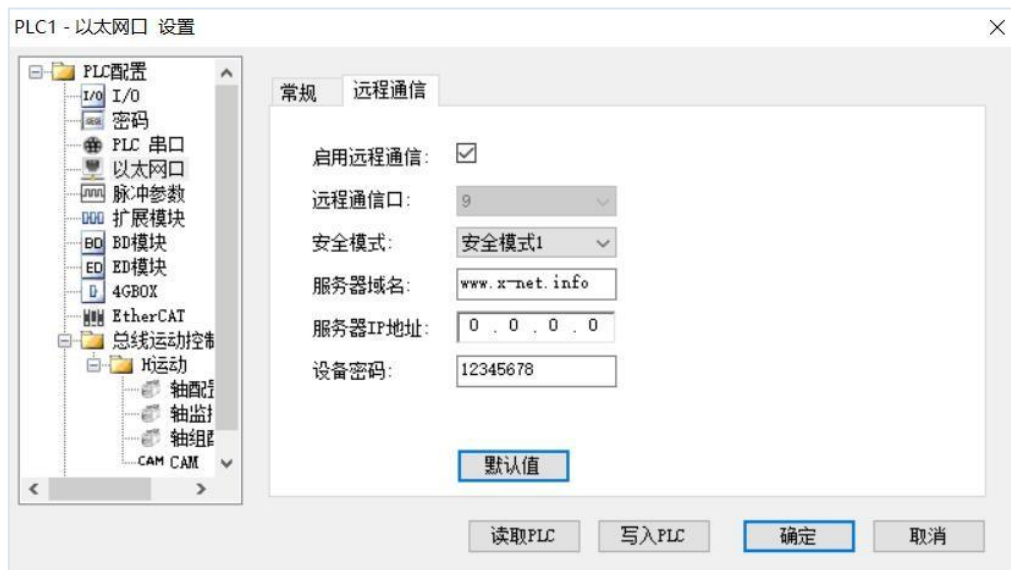 PLC1 - 以太网口 设置
PLC配置
I/O I/O
密码
PLC 串口
以太网口
脉冲参数
扩展模块
BD BD模块
ED ED模块
4GBOX
EtherCAT
总线运动控制
运动
轴配
轴监
轴组
CAM CAM
常规 远程通信
启用远程通信:
远程通信口: 9
安全模式: 安全模式1
服务器域名: www.x-net.info
服务器IP地址: 0 . 0 . 0 . 0
设备密码: 12345678
默认值
读取PLC 写入PLC 确定 取消